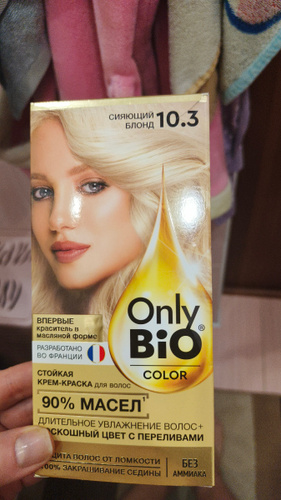 СИЯЮЩИЙ
БЛОНД 10.3
Only
BiO®
COLOR
ВПЕРВЫЕ
краситель в
масляной форме
РАЗРАБОТАНО
ВО ФРАНЦИИ
СТОЙКАЯ
КРЕМ-КРАСКА для волос
90% МАСЕЛ
ДЛИТЕЛЬНОЕ УВЛАЖНЕНИЕ ВОЛОС+
РОСКОШНЫЙ ЦВЕТ С ПЕРЕЛИВАМИ
ЗАЩИТА ВОЛОС ОТ ЛОМКОСТИ
100% ЗАКРАШИВАНИЕ СЕДИНЫ
БЕЗ
АММИАКА